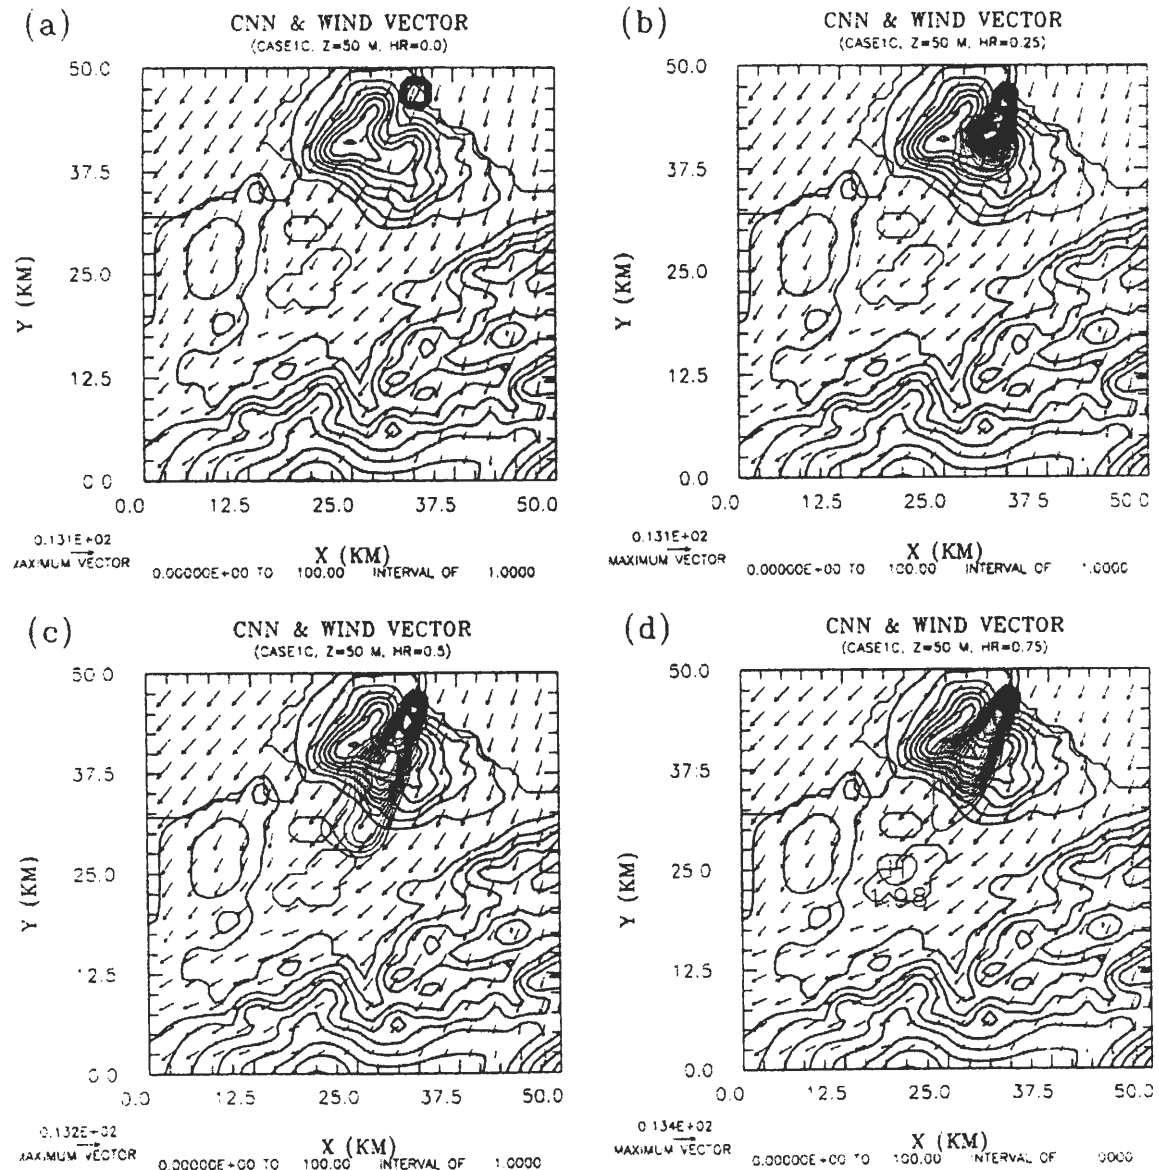 (a)
CNN & WIND VECTOR
(CASE1C, Z=50 M, HR=0.0)
50.0
37.5
25.0
12.5
0.0
Y (KM)
0.0 12.5 25.0 37.5 50.0
X (KM)
0.131E+02
MAXIMUM VECTOR
0.00000E+00 TO 100.00 INTERVAL OF 1.0000
(b)
CNN & WIND VECTOR
(CASE1C, Z=50 M, HR=0.25)
50.0
37.5
25.0
12.5
0.0
Y (KM)
0.0 12.5 25.0 37.5 50.0
X (KM)
0.131E+02
MAXIMUM VECTOR
0.00000E+00 TO 100.00 INTERVAL OF 1.0000
(c)
CNN & WIND VECTOR
(CASE1C, Z=50 M, HR=0.5)
50.0
37.5
25.0
12.5
0.0
Y (KM)
0.0 12.5 25.0 37.5 50.0
X (KM)
0.132E+02
MAXIMUM VECTOR
0.00000E+00 TO 100.00 INTERVAL OF 1.0000
(d)
CNN & WIND VECTOR
(CASE1C, Z=50 M, HR=0.75)
50.0
37.5
25.0
12.5
0.0
Y (KM)
H
1.98
0.0 12.5 25.0 37.5 50.0
X (KM)
0.134E+02
MAXIMUM VECTOR
0.00000E+00 TO 100.00 INTERVAL OF